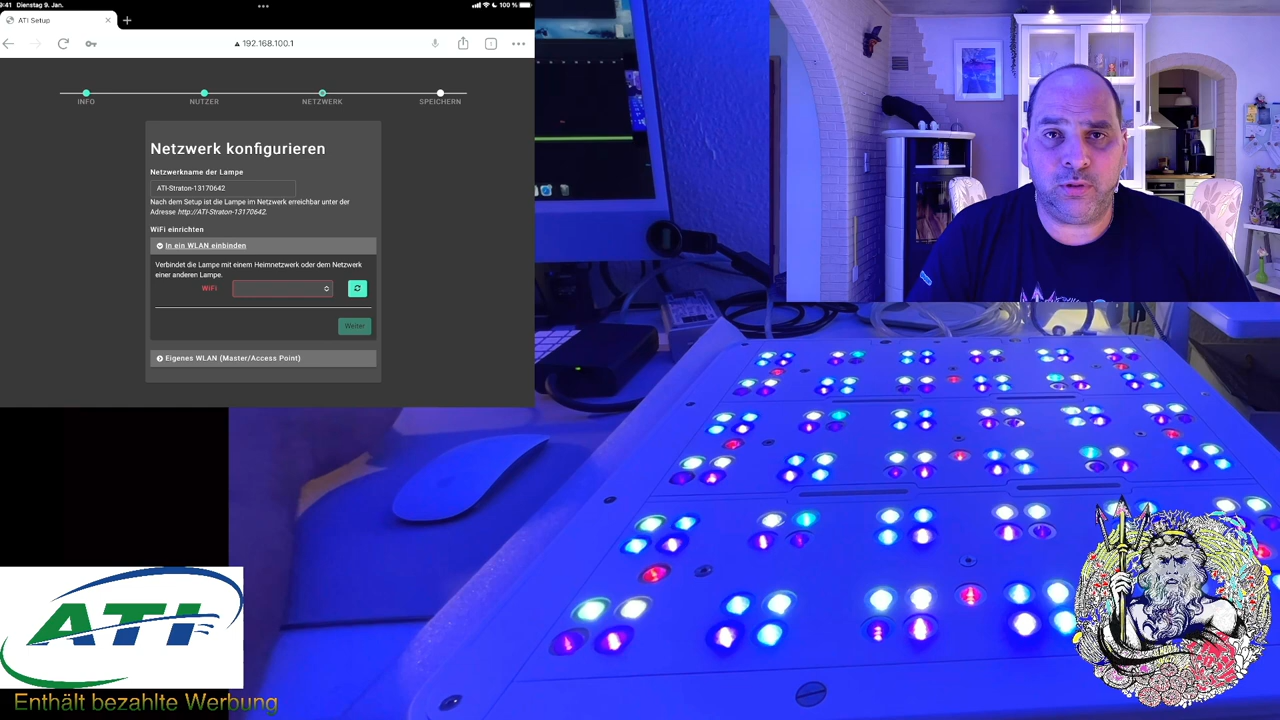 9:41 Dienstag 9. Jan.
100 %
ATI Setup
192.168.100.1
INFO
NUTZER
NETZWERK
SPEICHERN
Netzwerk konfigurieren
Netzwerkname der Lampe
ATI-Straton-13170642
Nach dem Setup ist die Lampe im Netzwerk erreichbar unter der
Adresse http://ATI-Straton-13170642.
WiFi einrichten
In ein WLAN einbinden
Verbindet die Lampe mit einem Heimnetzwerk oder dem Netzwerk
einer anderen Lampe.
WiFi
Weiter
Eigenes WLAN (Master/Access Point)
ATI
Enthält bezahlte Werbung